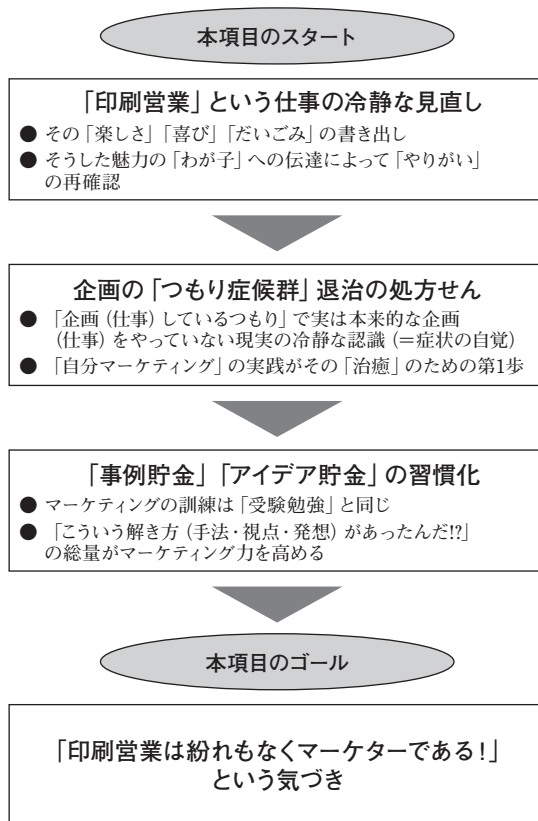 本項目のスタート
「印刷営業」という仕事の冷静な見直し
● その「楽しさ」「喜び」「だいごみ」の書き出し
● そうした魅力の「わが子」への伝達によって「やりがい」
の再確認
企画の「つもり症候群」退治の処方せん
● 「企画（仕事）しているつもり」で実は本来的な企画
（仕事）をやっていない現実の冷静な認識（＝症状の自覚）
● 「自分マーケティング」の実践がその「治癒」のための第1歩
「事例貯金」「アイデア貯金」の習慣化
● マーケティングの訓練は「受験勉強」と同じ
● 「こういう解き方（手法・視点・発想）があったんだ!?」
の総量がマーケティング力を高める
本項目のゴール
「印刷営業は紛れもなくマーケターである！」
という気づき